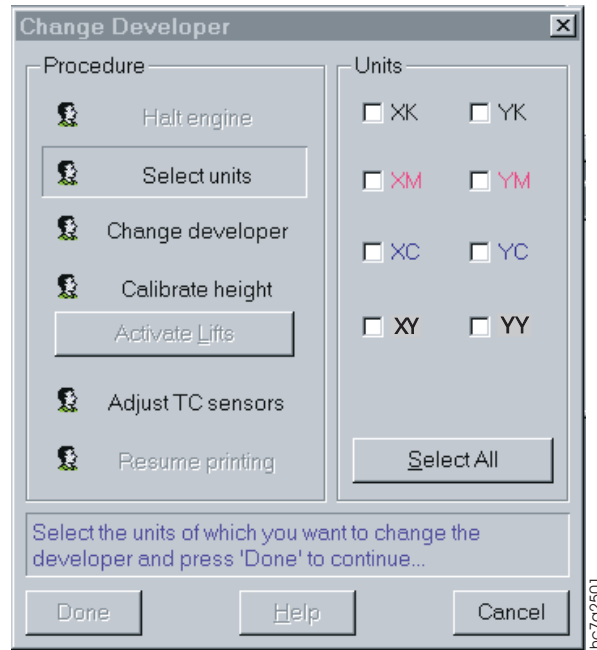 Change Developer
Procedure
Halt engine
Select units
Change developer
Calibrate height
Activate Lifts
Adjust TC sensors
Resume printing
Units
XK YK
XM YM
XC YC
XY YY
Select All
Select the units of which you want to change the
developer and press 'Done' to continue...
Done Help Cancel
hc7a2501